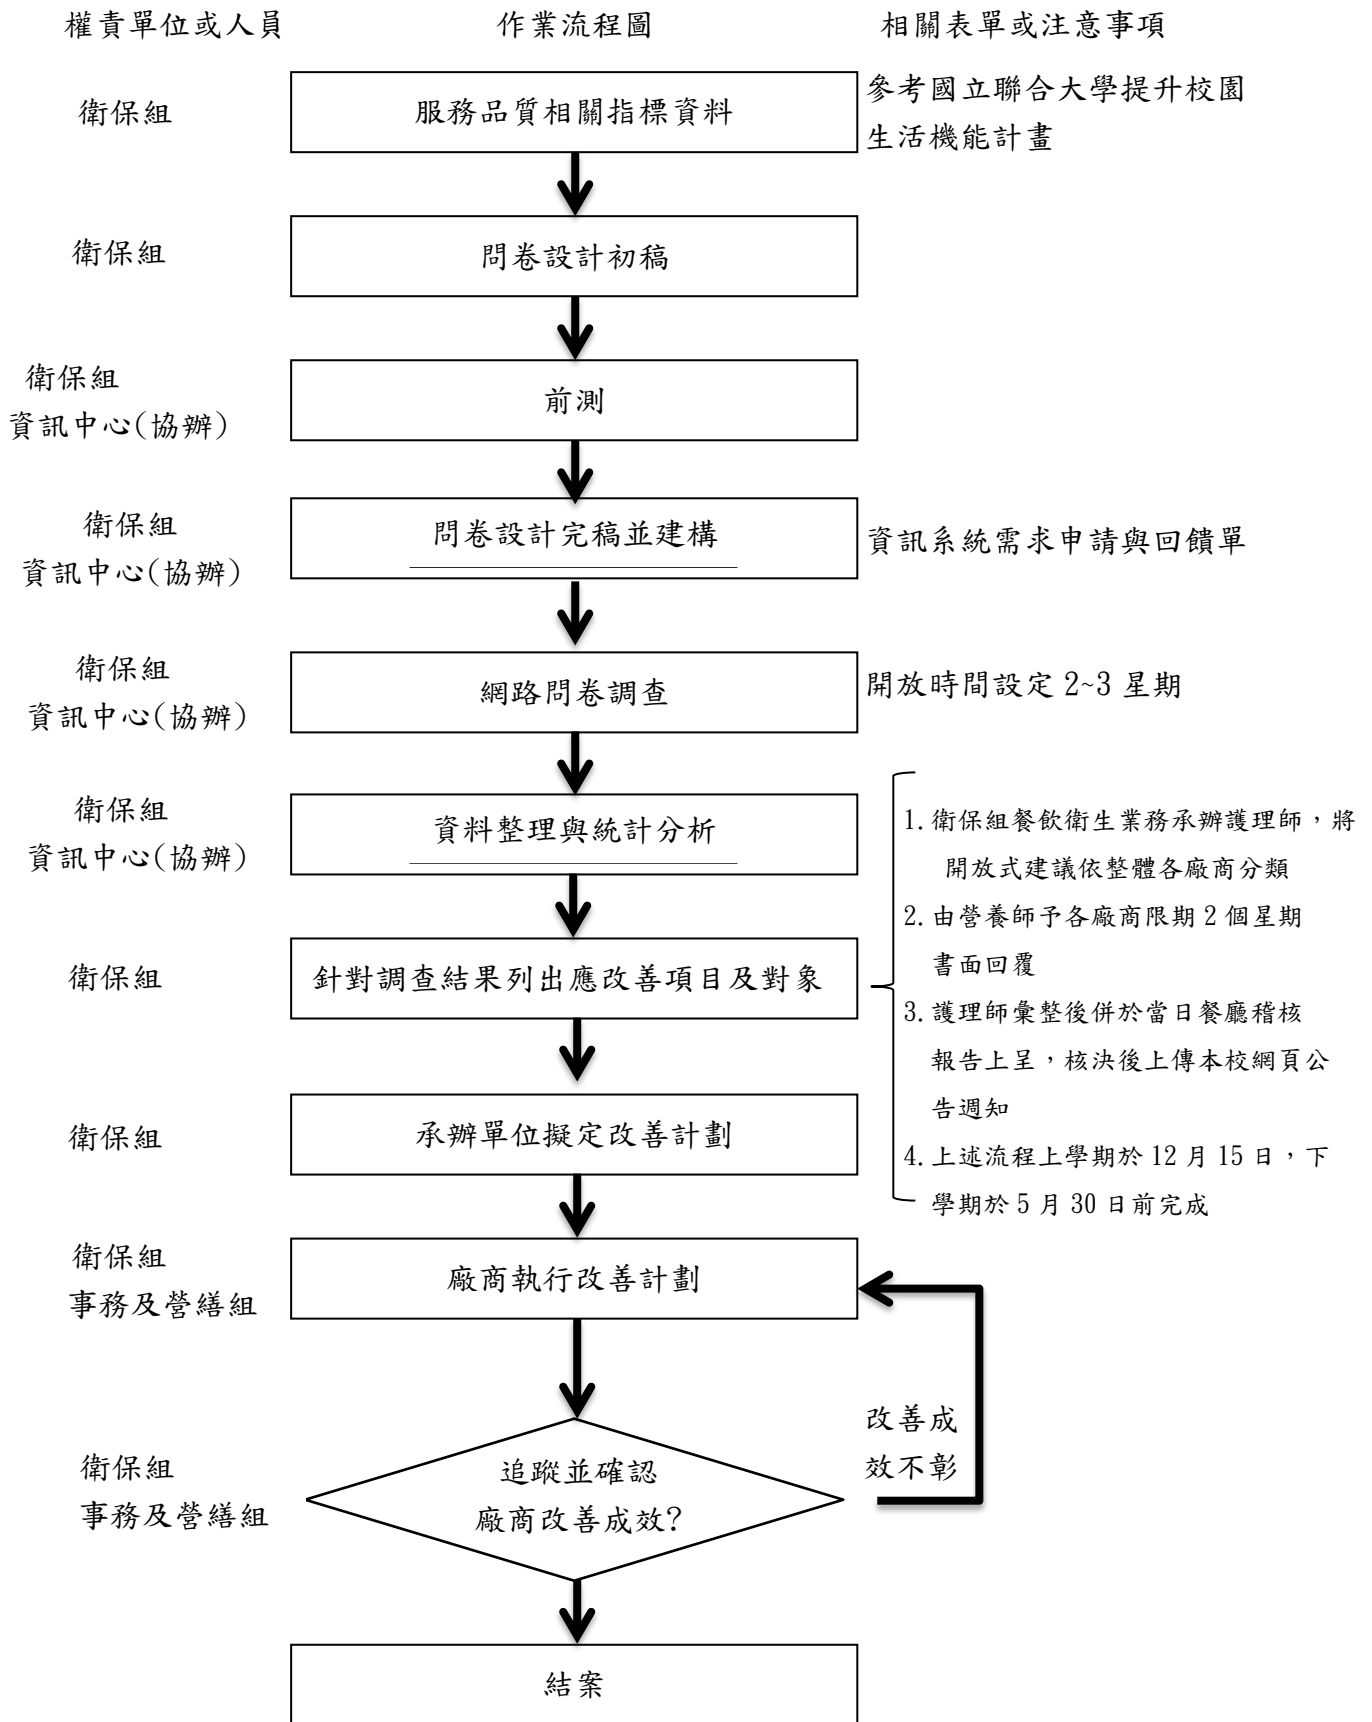 權責單位或人員
作業流程圖
相關表單或注意事項
衛保組
服務品質相關指標資料
參考國立聯合大學提升校園
生活機能計畫
衛保組
問卷設計初稿
衛保組
資訊中心(協辦)
前測
衛保組
資訊中心(協辦)
問卷設計完稿並建構
資訊系統需求申請與回饋單
衛保組
資訊中心(協辦)
網路問卷調查
開放時間設定 2~3 星期
衛保組
資訊中心(協辦)
資料整理與統計分析
衛保組
針對調查結果列出應改善項目及對象
1. 衛保組餐飲衛生業務承辦護理師，將
開放式建議依整體各廠商分類
2. 由營養師予各廠商限期 2 個星期
書面回覆
3. 護理師彙整後併於當日餐廳稽核
報告上呈，核決後上傳本校網頁公
告週知
4. 上述流程上學期於 12 月 15 日，下
學期於 5 月 30 日前完成
衛保組
承辦單位擬定改善計劃
衛保組
事務及營繕組
廠商執行改善計劃
改善成
效不彰
衛保組
事務及營繕組
追蹤並確認
廠商改善成效?
結案